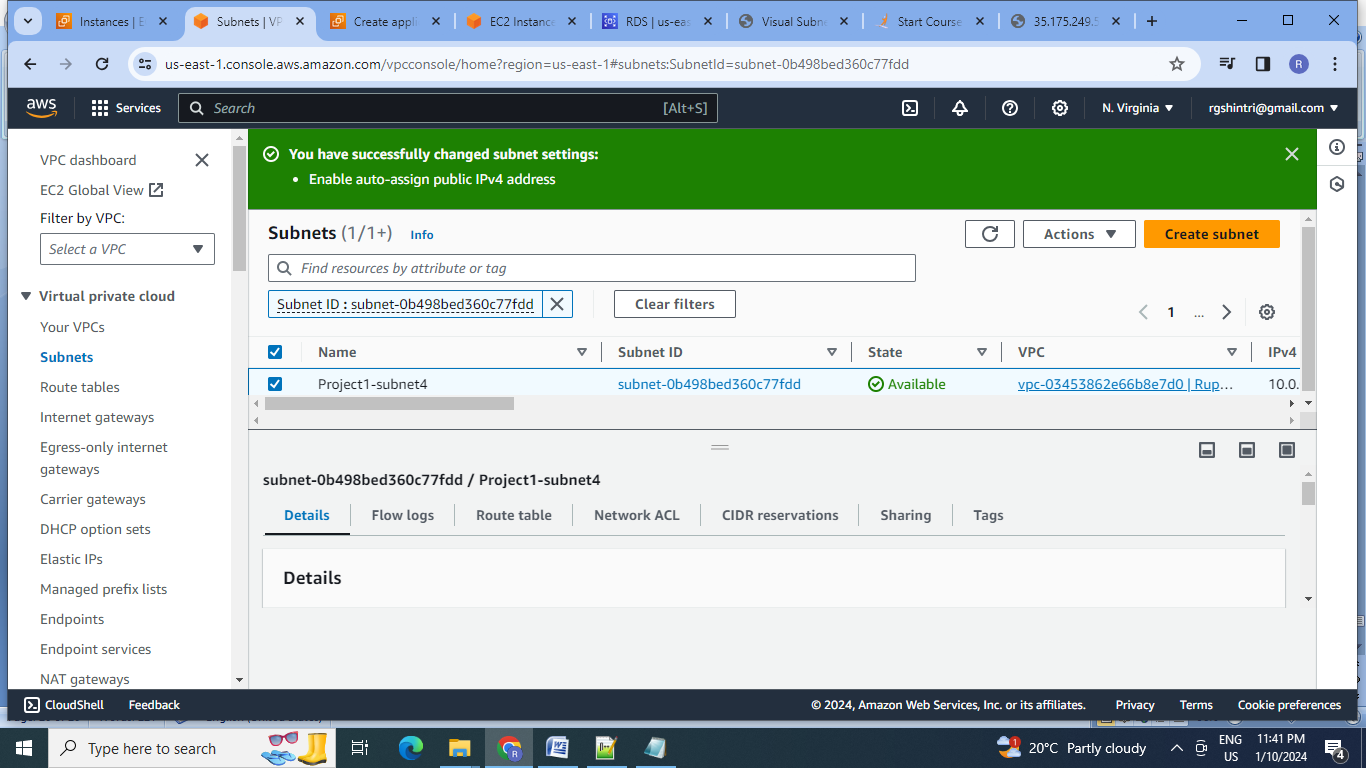 Instances | E
Subnets | VP
Create appli
EC2 Instance
RDS | us-eas
Visual Subne
Start Course
35.175.249.5
us-east-1.console.aws.amazon.com/vpcconsole/home?region=us-east-1#subnets:SubnetId=subnet-0b498bed360c77fdd
R
aws
Services
Search
[Alt+S]
N. Virginia
rgshintri@gmail.com
VPC dashboard
EC2 Global View
Filter by VPC:
Select a VPC
Virtual private cloud
Your VPCs
Subnets
Route tables
Internet gateways
Egress-only internet
gateways
Carrier gateways
DHCP option sets
Elastic IPs
Managed prefix lists
Endpoints
Endpoint services
NAT gateways
You have successfully changed subnet settings:
• Enable auto-assign public IPv4 address
Subnets (1/1+) Info
Actions
Create subnet
Find resources by attribute or tag
Subnet ID : subnet-0b498bed360c77fdd
Clear filters
1 ...
Name Subnet ID State VPC IPv4
Project1-subnet4 subnet-0b498bed360c77fdd Available vpc-03453862e66b8e7d0 | Rup... 10.0.
subnet-0b498bed360c77fdd / Project1-subnet4
Details Flow logs Route table Network ACL CIDR reservations Sharing Tags
Details
CloudShell Feedback © 2024, Amazon Web Services, Inc. or its affiliates. Privacy Terms Cookie preferences
Type here to search
1
20°C Partly cloudy
ENG
US
11:41 PM
1/10/2024
4